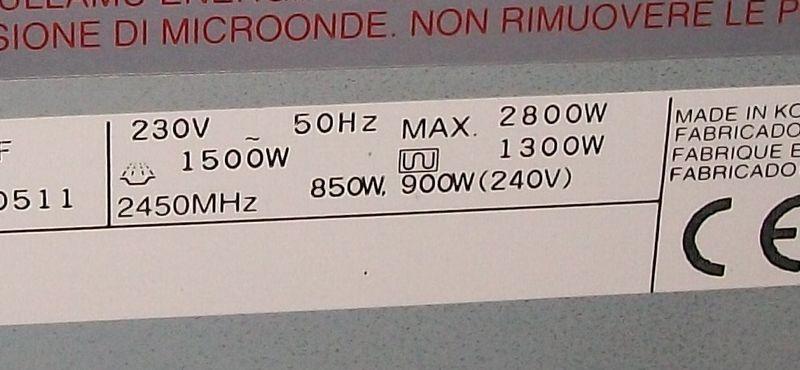 SIONE DI MICROONDE. NON RIMUOVERE LE P
F
0511
230V ~ 50Hz MAX. 2800W
1500W 1300W
2450MHz 850W, 900W(240V)
MADE IN KO
FABRICADO
FABRIQUE E
FABRICADO
CE